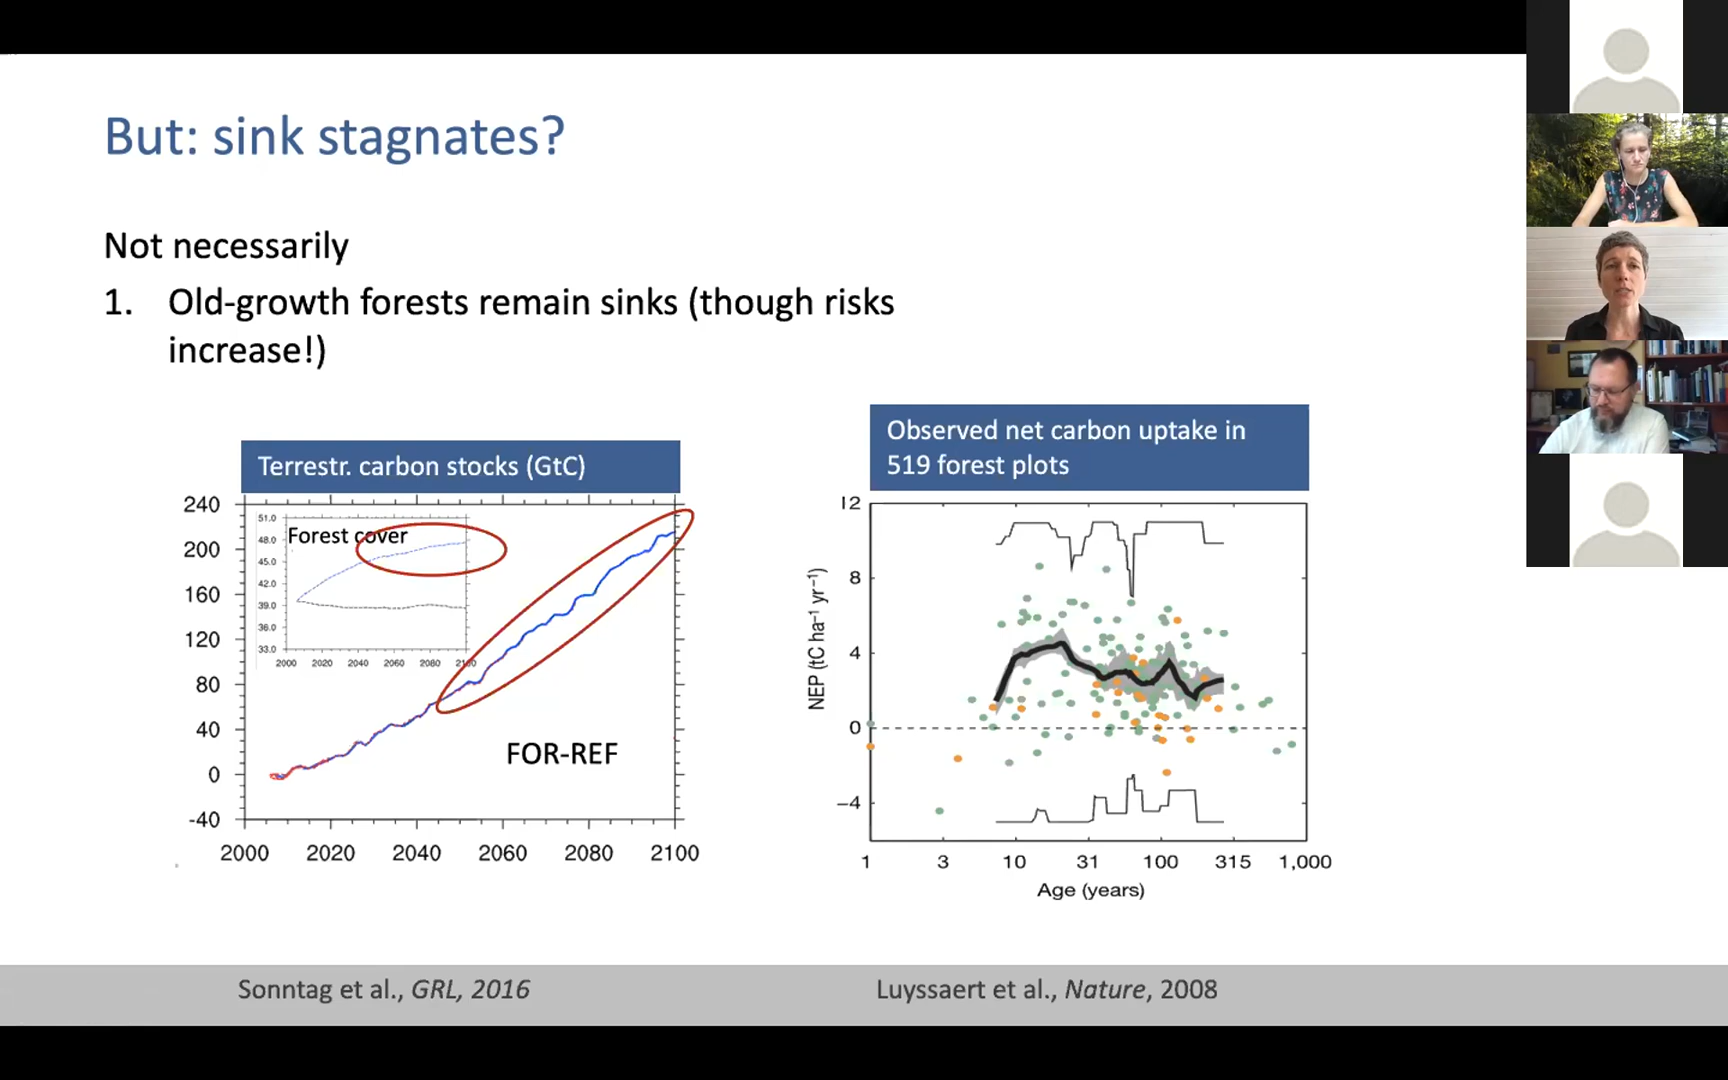 But: sink stagnates?
Not necessarily
1. Old-growth forests remain sinks (though risks
increase!)
Terrestr. carbon stocks (GtC)
240
200
160
120
80
40
0
-40
2000 2020 2040 2060 2080 2100
Forest cover
51.0
48.0
45.0
42.0
39.0
36.0
33.0
2000 2020 2040 2060 2080 2100
FOR-REF
Observed net carbon uptake in
519 forest plots
NEP (tC ha⁻¹ yr⁻¹)
12
8
4
0
−4
1 3 10 31 100 315 1,000
Age (years)
Sonntag et al., GRL, 2016
Luyssaert et al., Nature, 2008